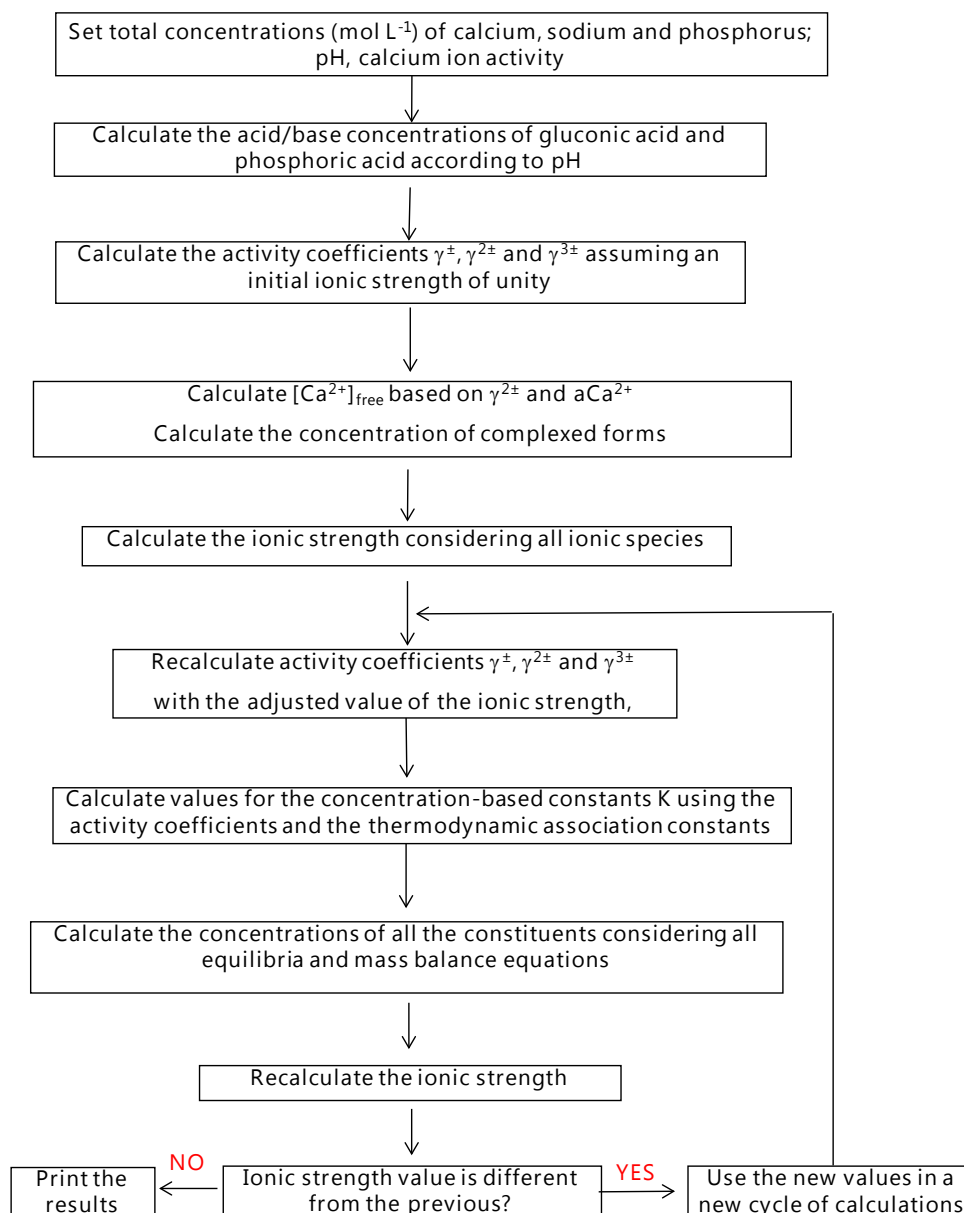 Set total concentrations (mol L⁻¹) of calcium, sodium and phosphorus;
pH, calcium ion activity
Calculate the acid/base concentrations of gluconic acid and
phosphoric acid according to pH
Calculate the activity coefficients γ±, γ²± and γ³± assuming an
initial ionic strength of unity
Calculate [Ca²⁺]free based on γ²± and aCa²⁺
Calculate the concentration of complexed forms
Calculate the ionic strength considering all ionic species
Recalculate activity coefficients γ±, γ²± and γ³±
with the adjusted value of the ionic strength,
Calculate values for the concentration-based constants K using the
activity coefficients and the thermodynamic association constants
Calculate the concentrations of all the constituents considering all
equilibria and mass balance equations
Recalculate the ionic strength
Print the
results
NO
Ionic strength value is different
from the previous?
YES
Use the new values in a
new cycle of calculations